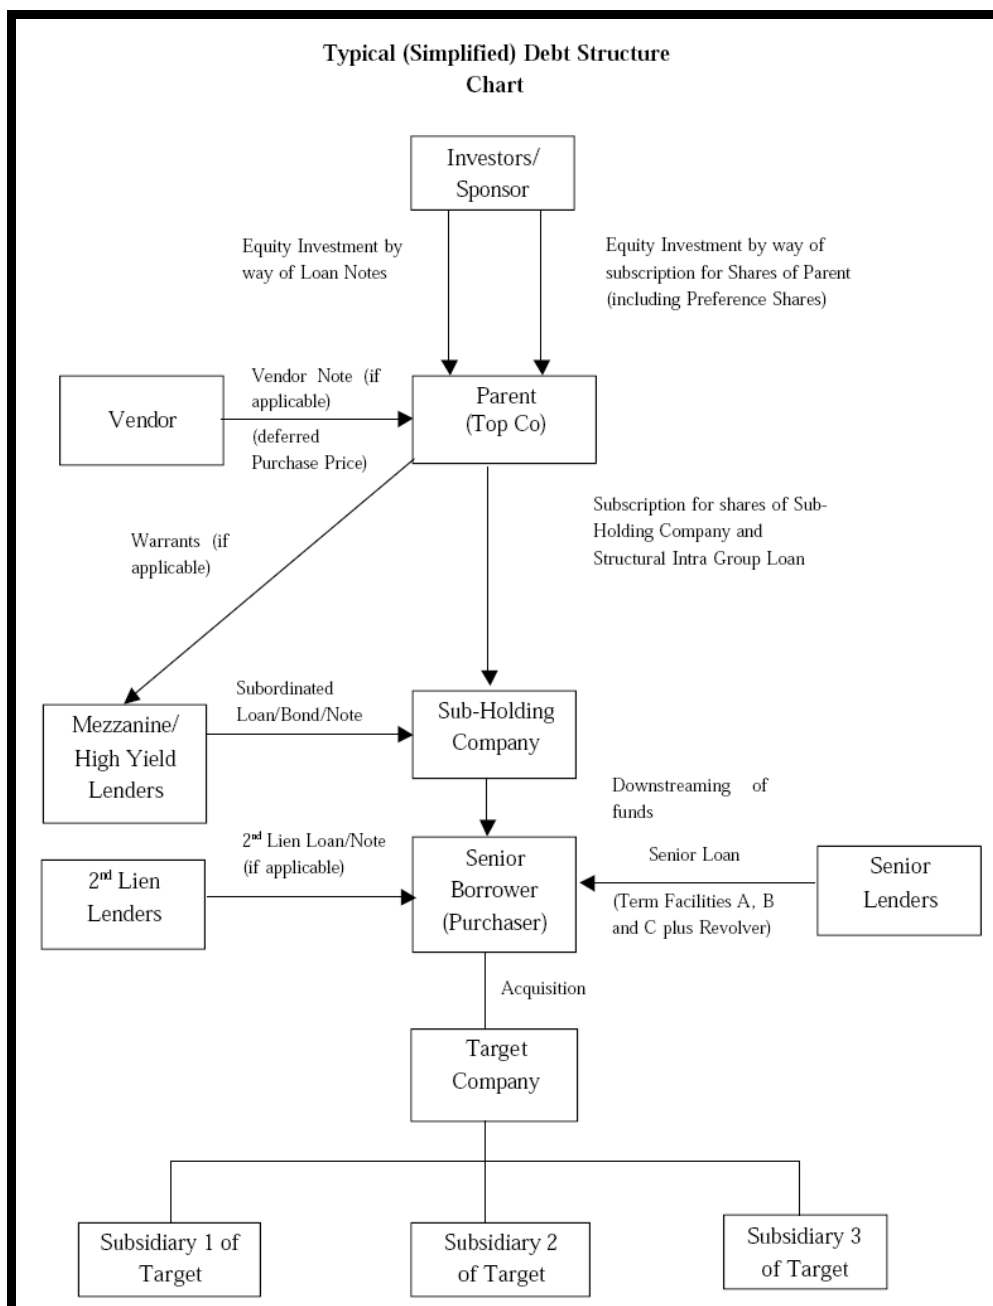 Typical (Simplified) Debt Structure
Chart
Investors/
Sponsor
Equity Investment by
way of Loan Notes
Equity Investment by way of
subscription for Shares of Parent
(including Preference Shares)
Vendor
Vendor Note (if
applicable)
(deferred
Purchase Price)
Parent
(Top Co)
Warrants (if
applicable)
Subscription for shares of Sub-
Holding Company and
Structural Intra Group Loan
Mezzanine/
High Yield
Lenders
Subordinated
Loan/Bond/Note
Sub-Holding
Company
Downstreaming of
funds
2nd Lien
Lenders
2nd Lien Loan/Note
(if applicable)
Senior
Borrower
(Purchaser)
Senior Loan
(Term Facilities A, B
and C plus Revolver)
Senior
Lenders
Acquisition
Target
Company
Subsidiary 1 of
Target
Subsidiary 2
of Target
Subsidiary 3
of Target